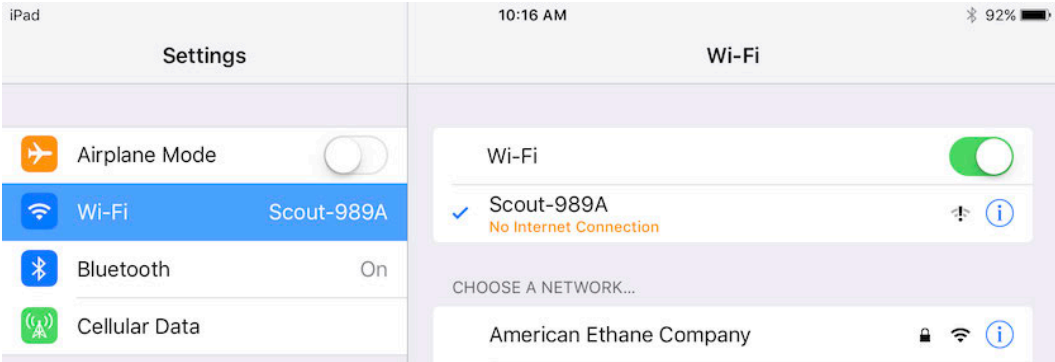 iPad 10:16 AM 92%
Settings Wi-Fi
Airplane Mode
Wi-Fi Scout-989A
Bluetooth On
Cellular Data
Wi-Fi
Scout-989A
No Internet Connection
CHOOSE A NETWORK...
American Ethane Company